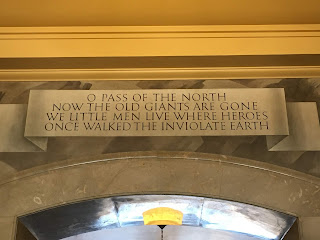 O PASS OF THE NORTH
NOW THE OLD GIANTS ARE GONE
WE LITTLE MEN LIVE WHERE HEROES
ONCE WALKED THE INVIOLATE EARTH